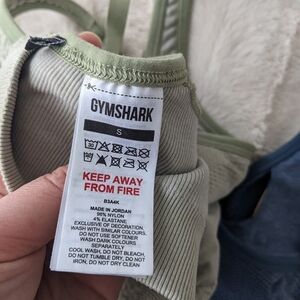 GYMSHARK
S
KEEP AWAY
FROM FIRE
B3A4K
MADE IN JORDAN
96% NYLON
4% ELASTANE
EXCLUSIVE OF DECORATION
WASH WITH SIMILAR COLOURS.
DO NOT USE SOFTENER
WASH DARK COLOURS
SEPARATELY
COOL WASH, DO NOT BLEACH,
DO NOT TUMBLE DRY, DO NOT
IRON, DO NOT DRY CLEAN